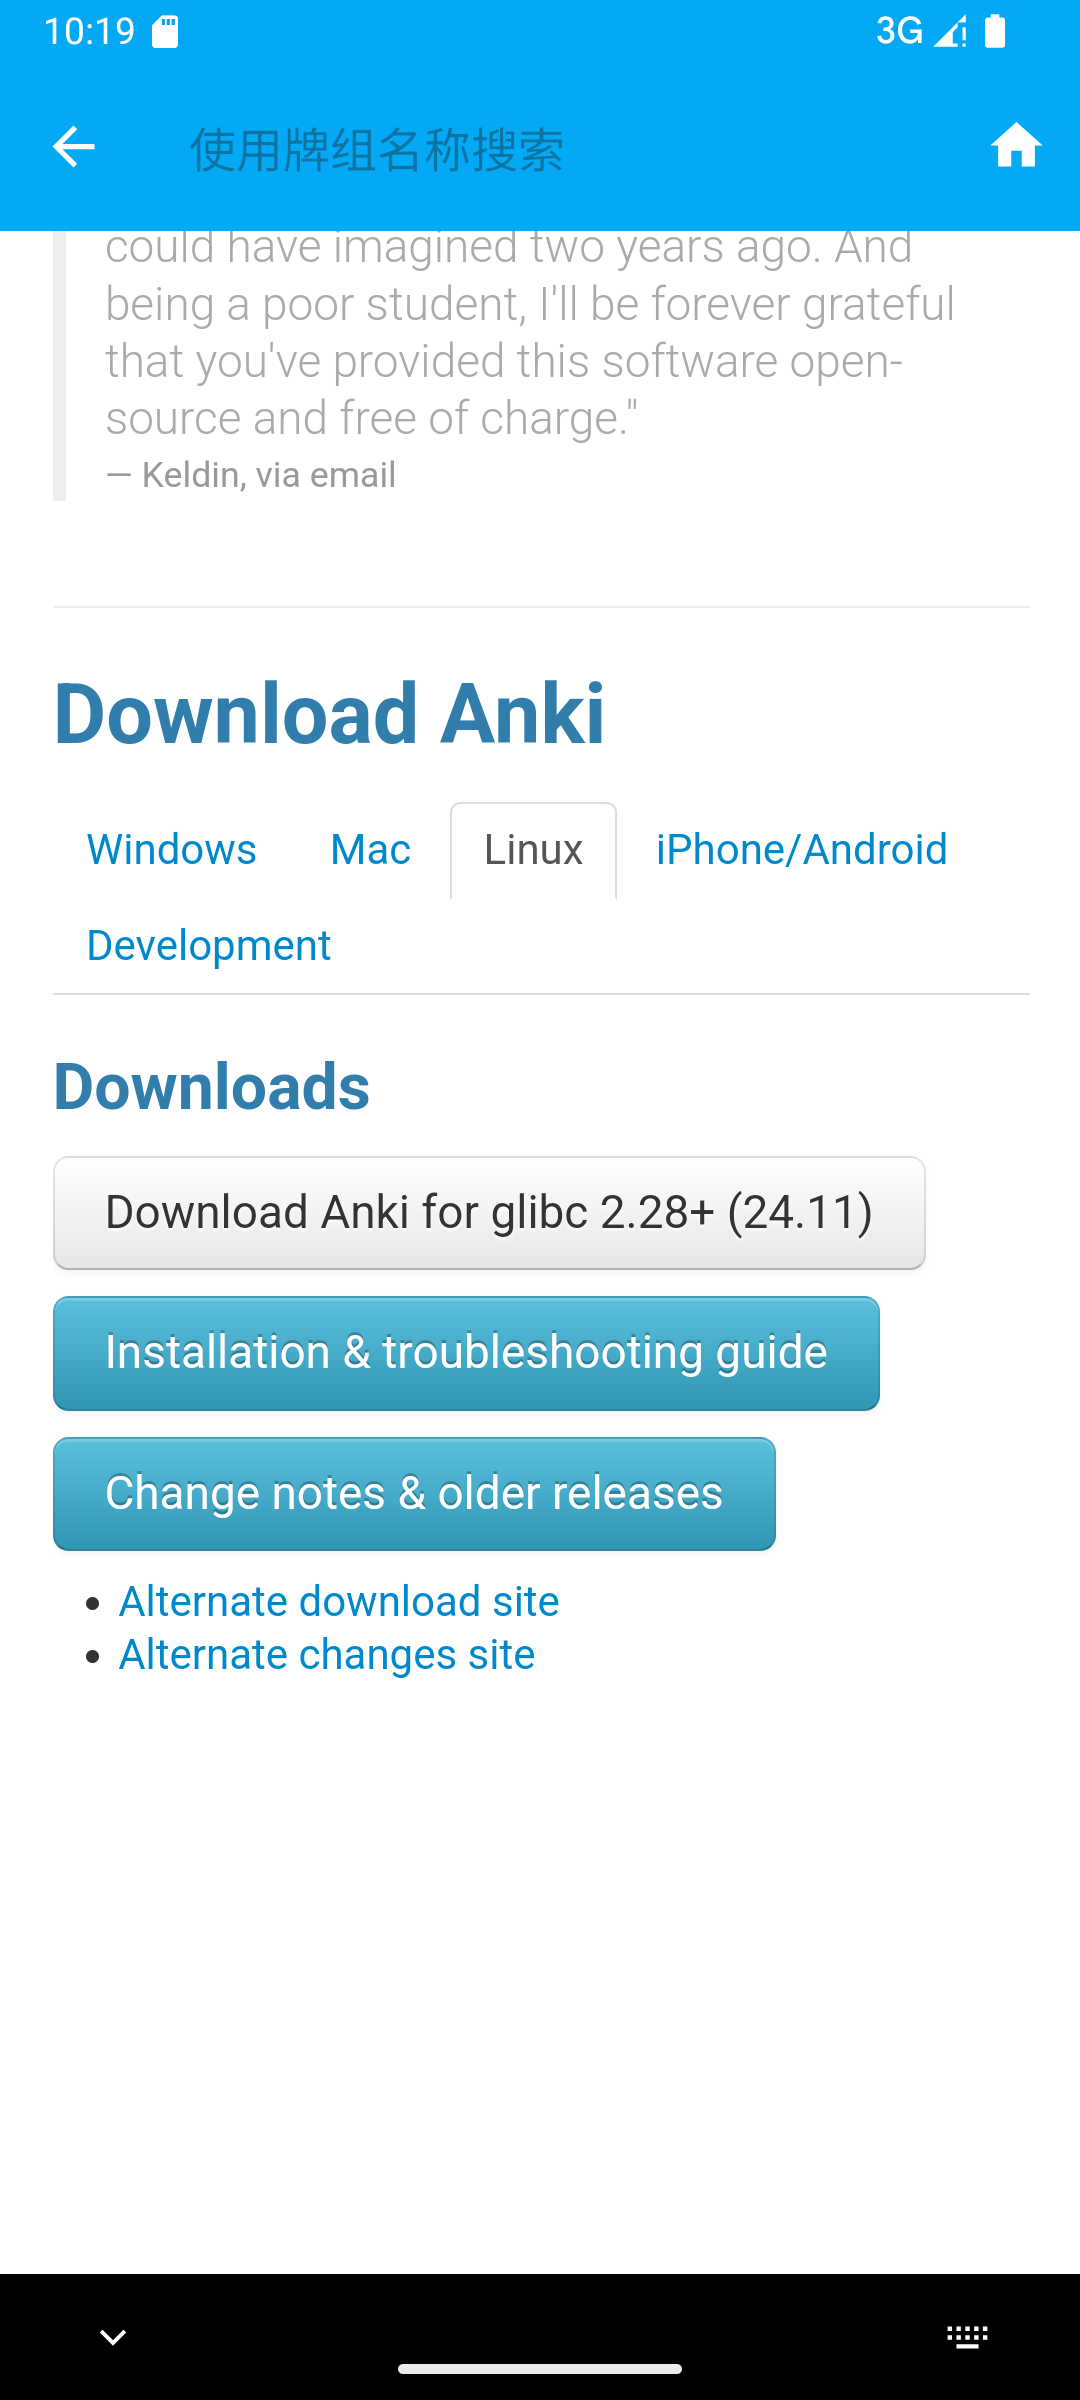 10:19
3G
使用牌组名称搜索
could have imagined two years ago. And
being a poor student, I'll be forever grateful
that you've provided this software open-
source and free of charge."
— Keldin, via email
Download Anki
Windows Mac Linux iPhone/Android
Development
Downloads
Download Anki for glibc 2.28+ (24.11)
Installation & troubleshooting guide
Change notes & older releases
• Alternate download site
• Alternate changes site